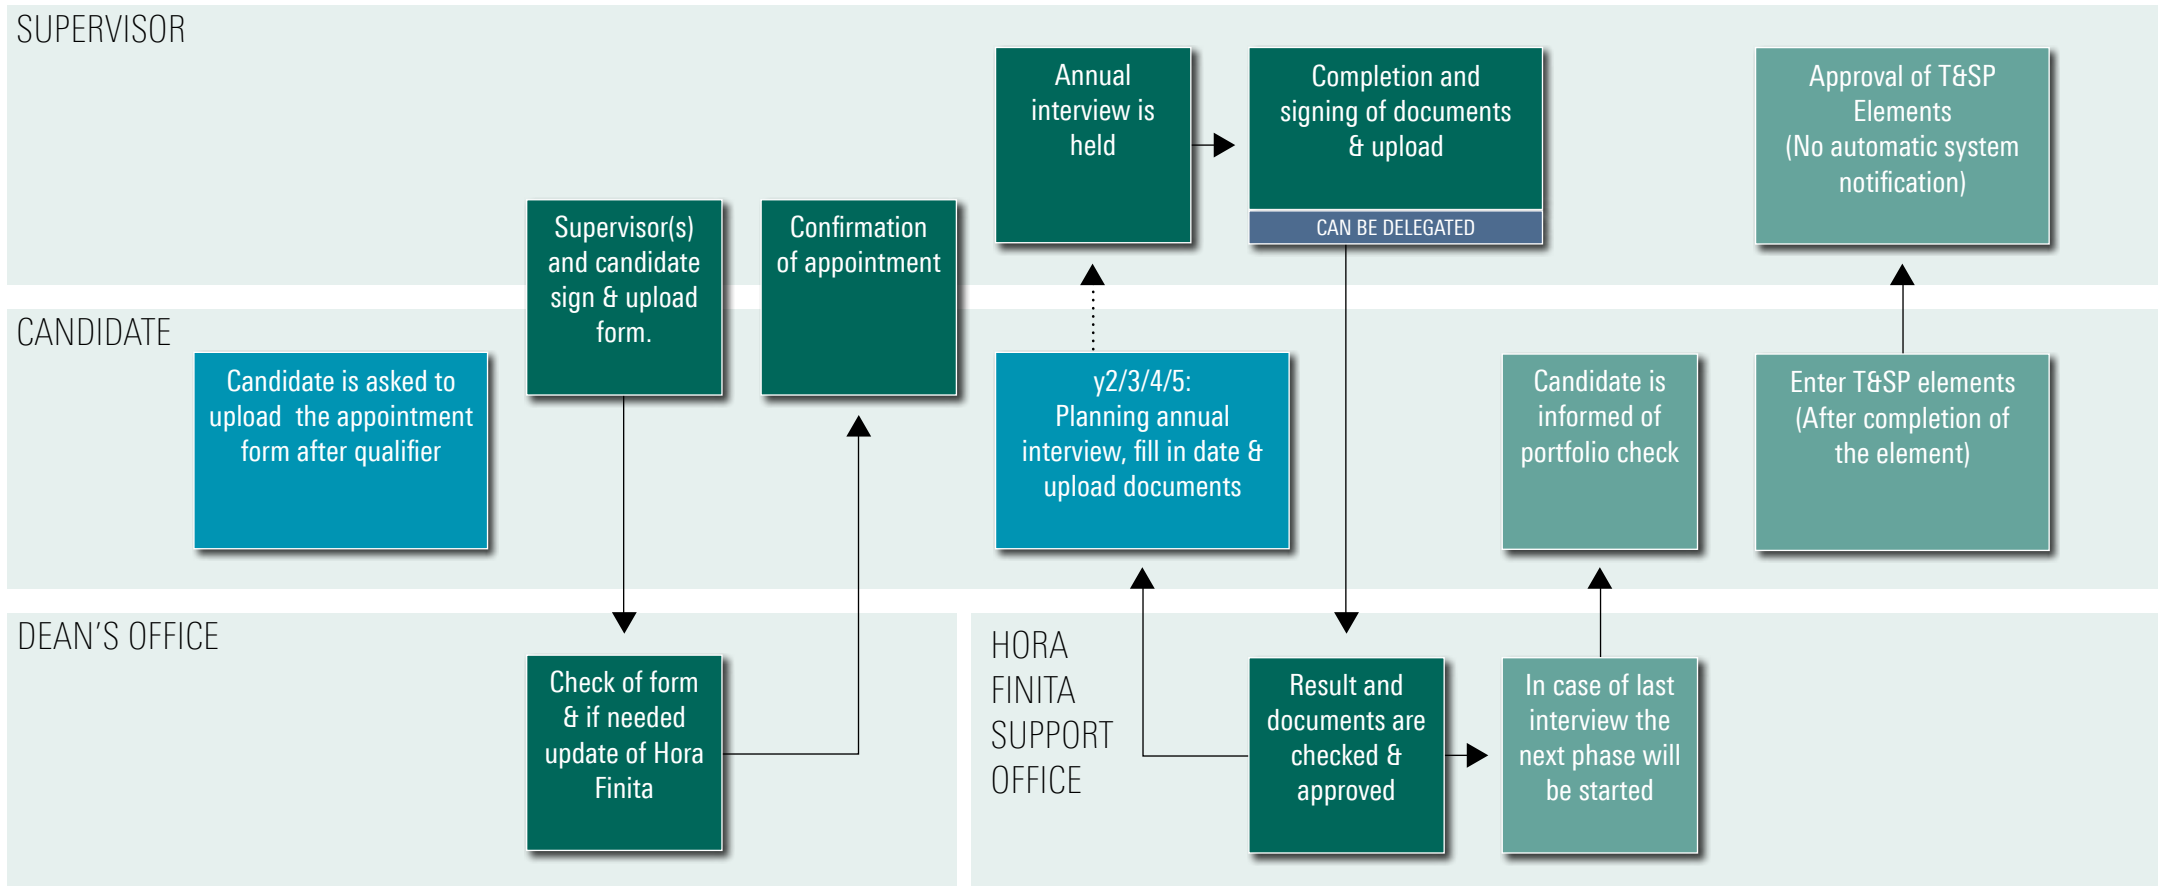 SUPERVISOR
Annual
interview is
held
Completion and
signing of documents
& upload
CAN BE DELEGATED
Approval of T&SP
Elements
(No automatic system
notification)
Supervisor(s)
and candidate
sign & upload
form.
Confirmation
of appointment
CANDIDATE
Candidate is asked to
upload the appointment
form after qualifier
y2/3/4/5:
Planning annual
interview, fill in date &
upload documents
Candidate is
informed of
portfolio check
Enter T&SP elements
(After completion of
the element)
DEAN'S OFFICE
Check of form
& if needed
update of Hora
Finita
HORA
FINITA
SUPPORT
OFFICE
Result and
documents are
checked &
approved
In case of last
interview the
next phase will
be started